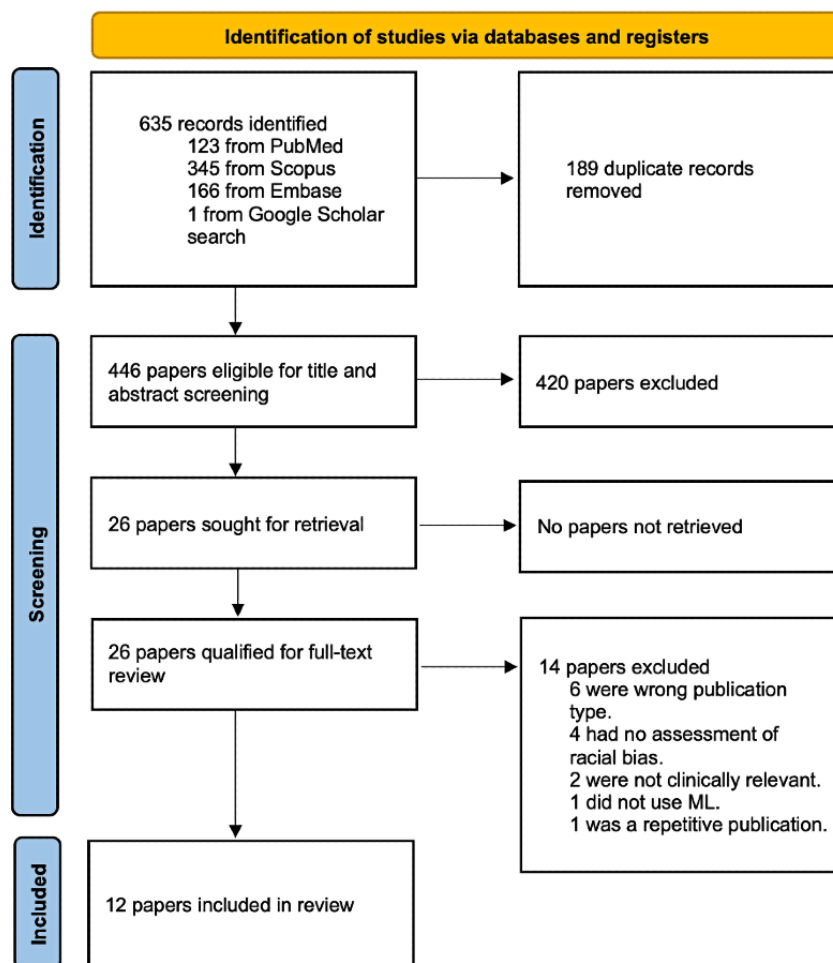 Identification of studies via databases and registers
Identification
635 records identified
123 from PubMed
345 from Scopus
166 from Embase
1 from Google Scholar
search
189 duplicate records
removed
Screening
446 papers eligible for title and
abstract screening
420 papers excluded
26 papers sought for retrieval
No papers not retrieved
26 papers qualified for full-text
review
14 papers excluded
6 were wrong publication
type.
4 had no assessment of
racial bias.
2 were not clinically relevant.
1 did not use ML.
1 was a repetitive publication.
Included
12 papers included in review